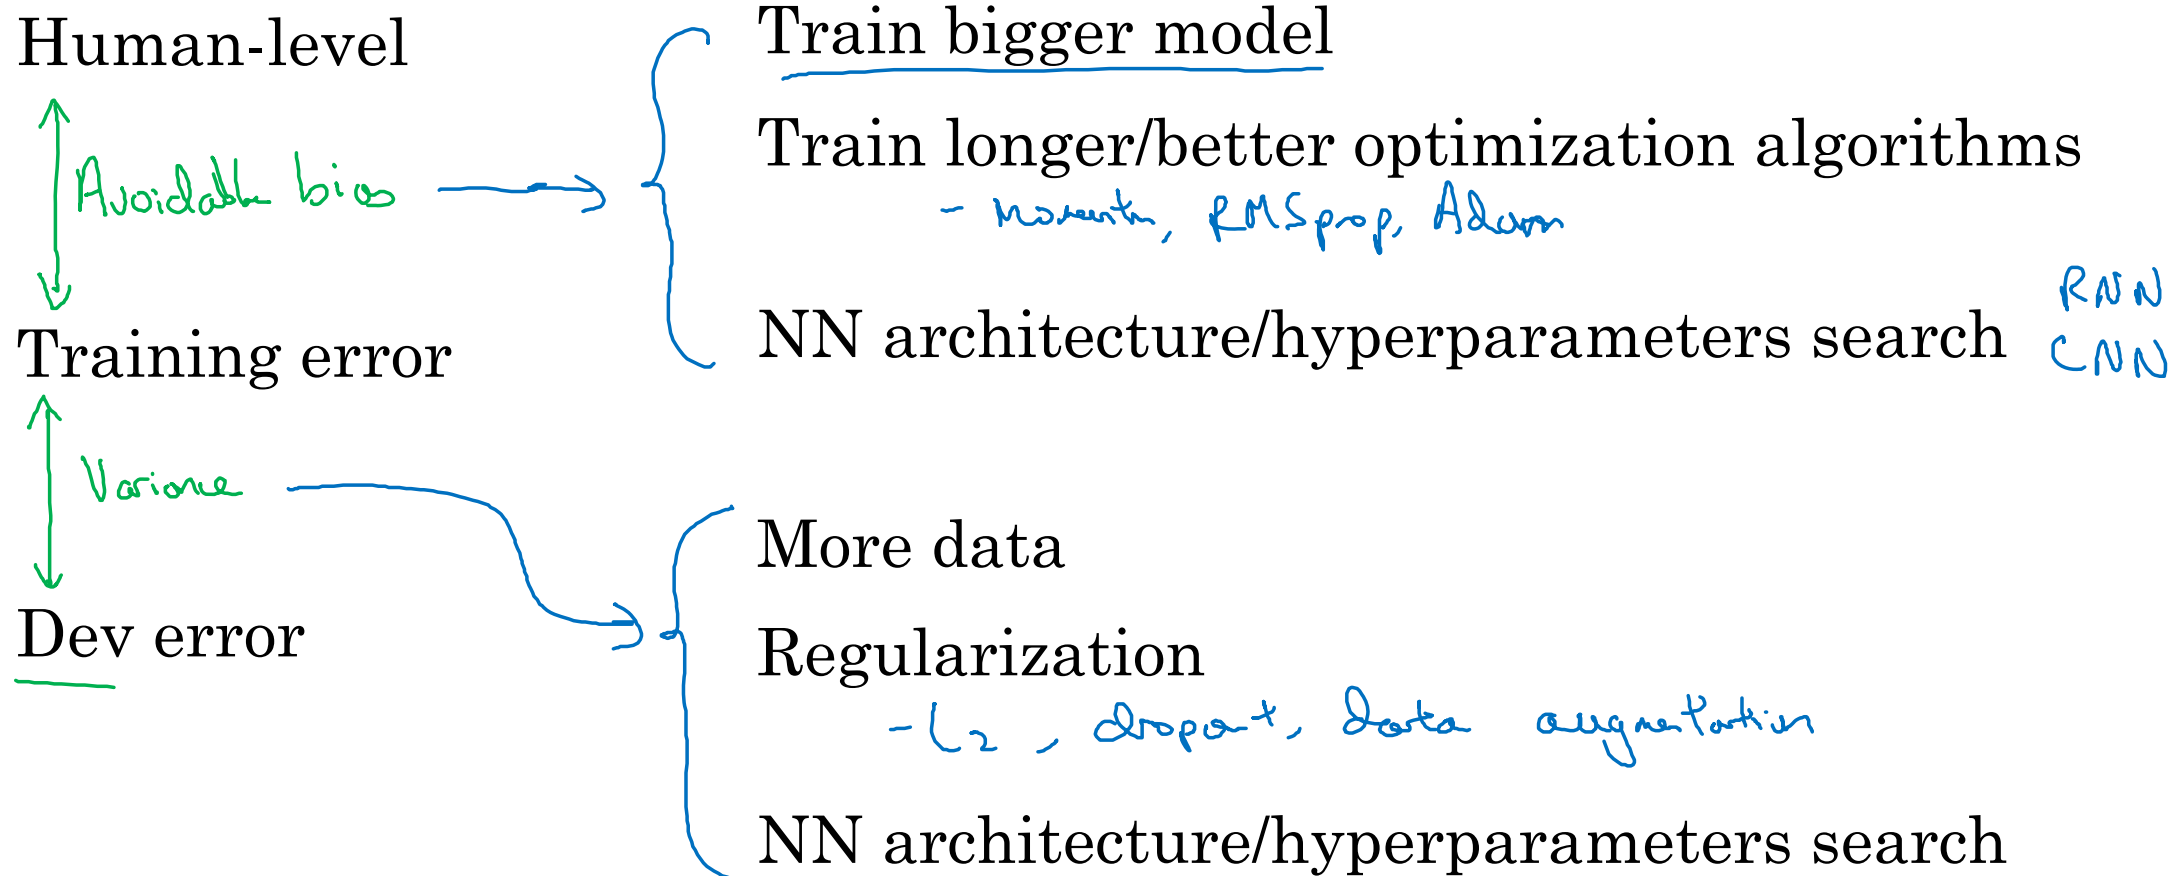 Human-level
Avoidable bias
Training error
Variance
Dev error
Train bigger model
Train longer/better optimization algorithms
- Momentum, RMSprop, Adam
NN architecture/hyperparameters search
RNN
CNN
More data
Regularization
- L2, dropout, data augmentation
NN architecture/hyperparameters search